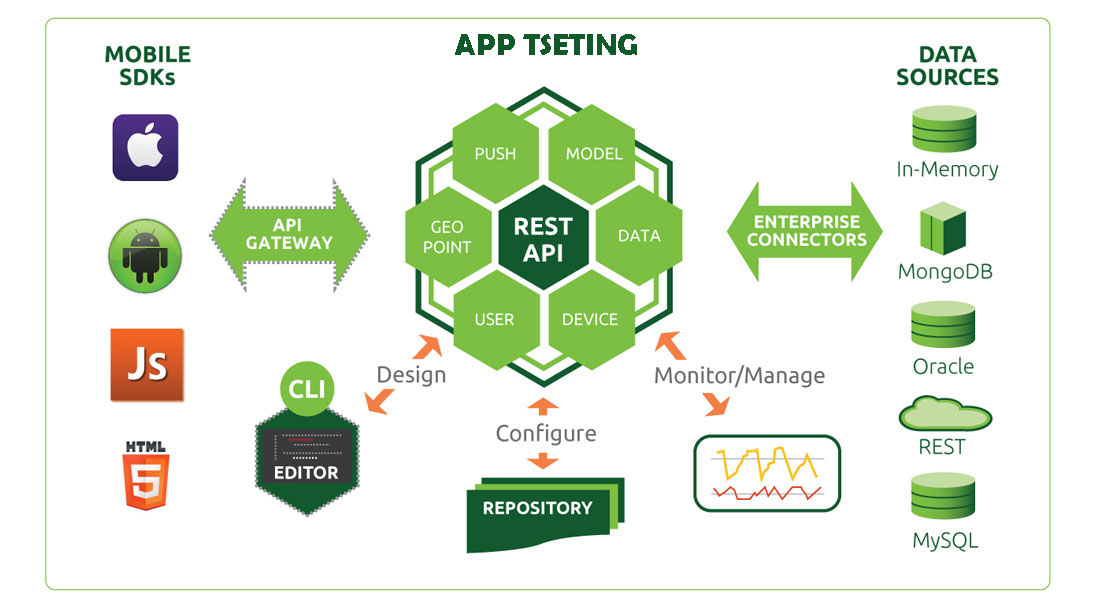 APP TSETING
MOBILE
SDKs
JS
HTML
5
API
GATEWAY
PUSH
MODEL
GEO
POINT
REST
API
DATA
USER
DEVICE
ENTERPRISE
CONNECTORS
DATA
SOURCES
In-Memory
MongoDB
Oracle
REST
MySQL
Design
CLI
EDITOR
Configure
REPOSITORY
Monitor/Manage